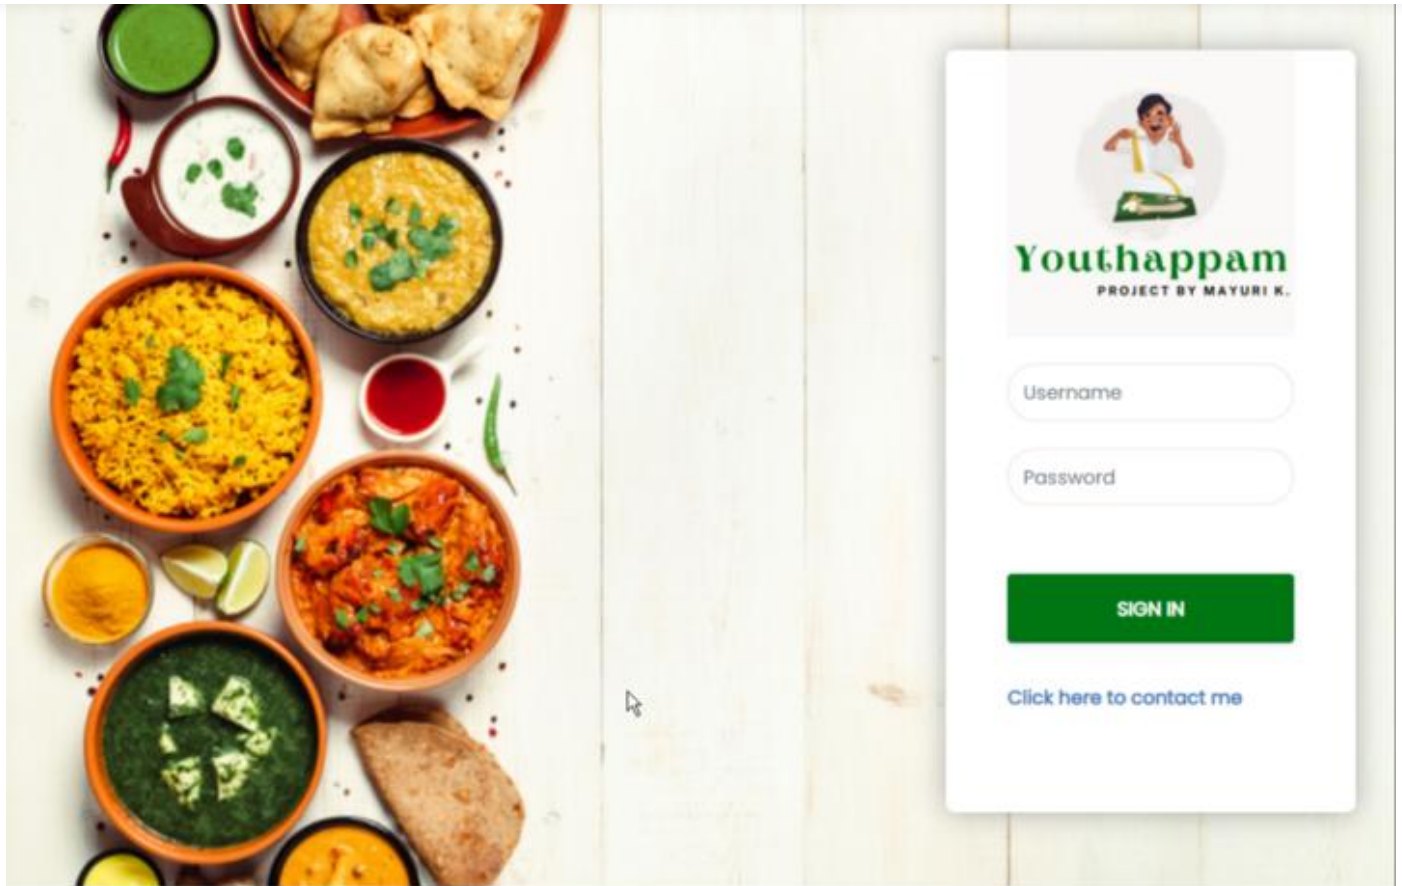 Youthappam
PROJECT BY MAYURI K.
Username
Password
SIGN IN
Click here to contact me